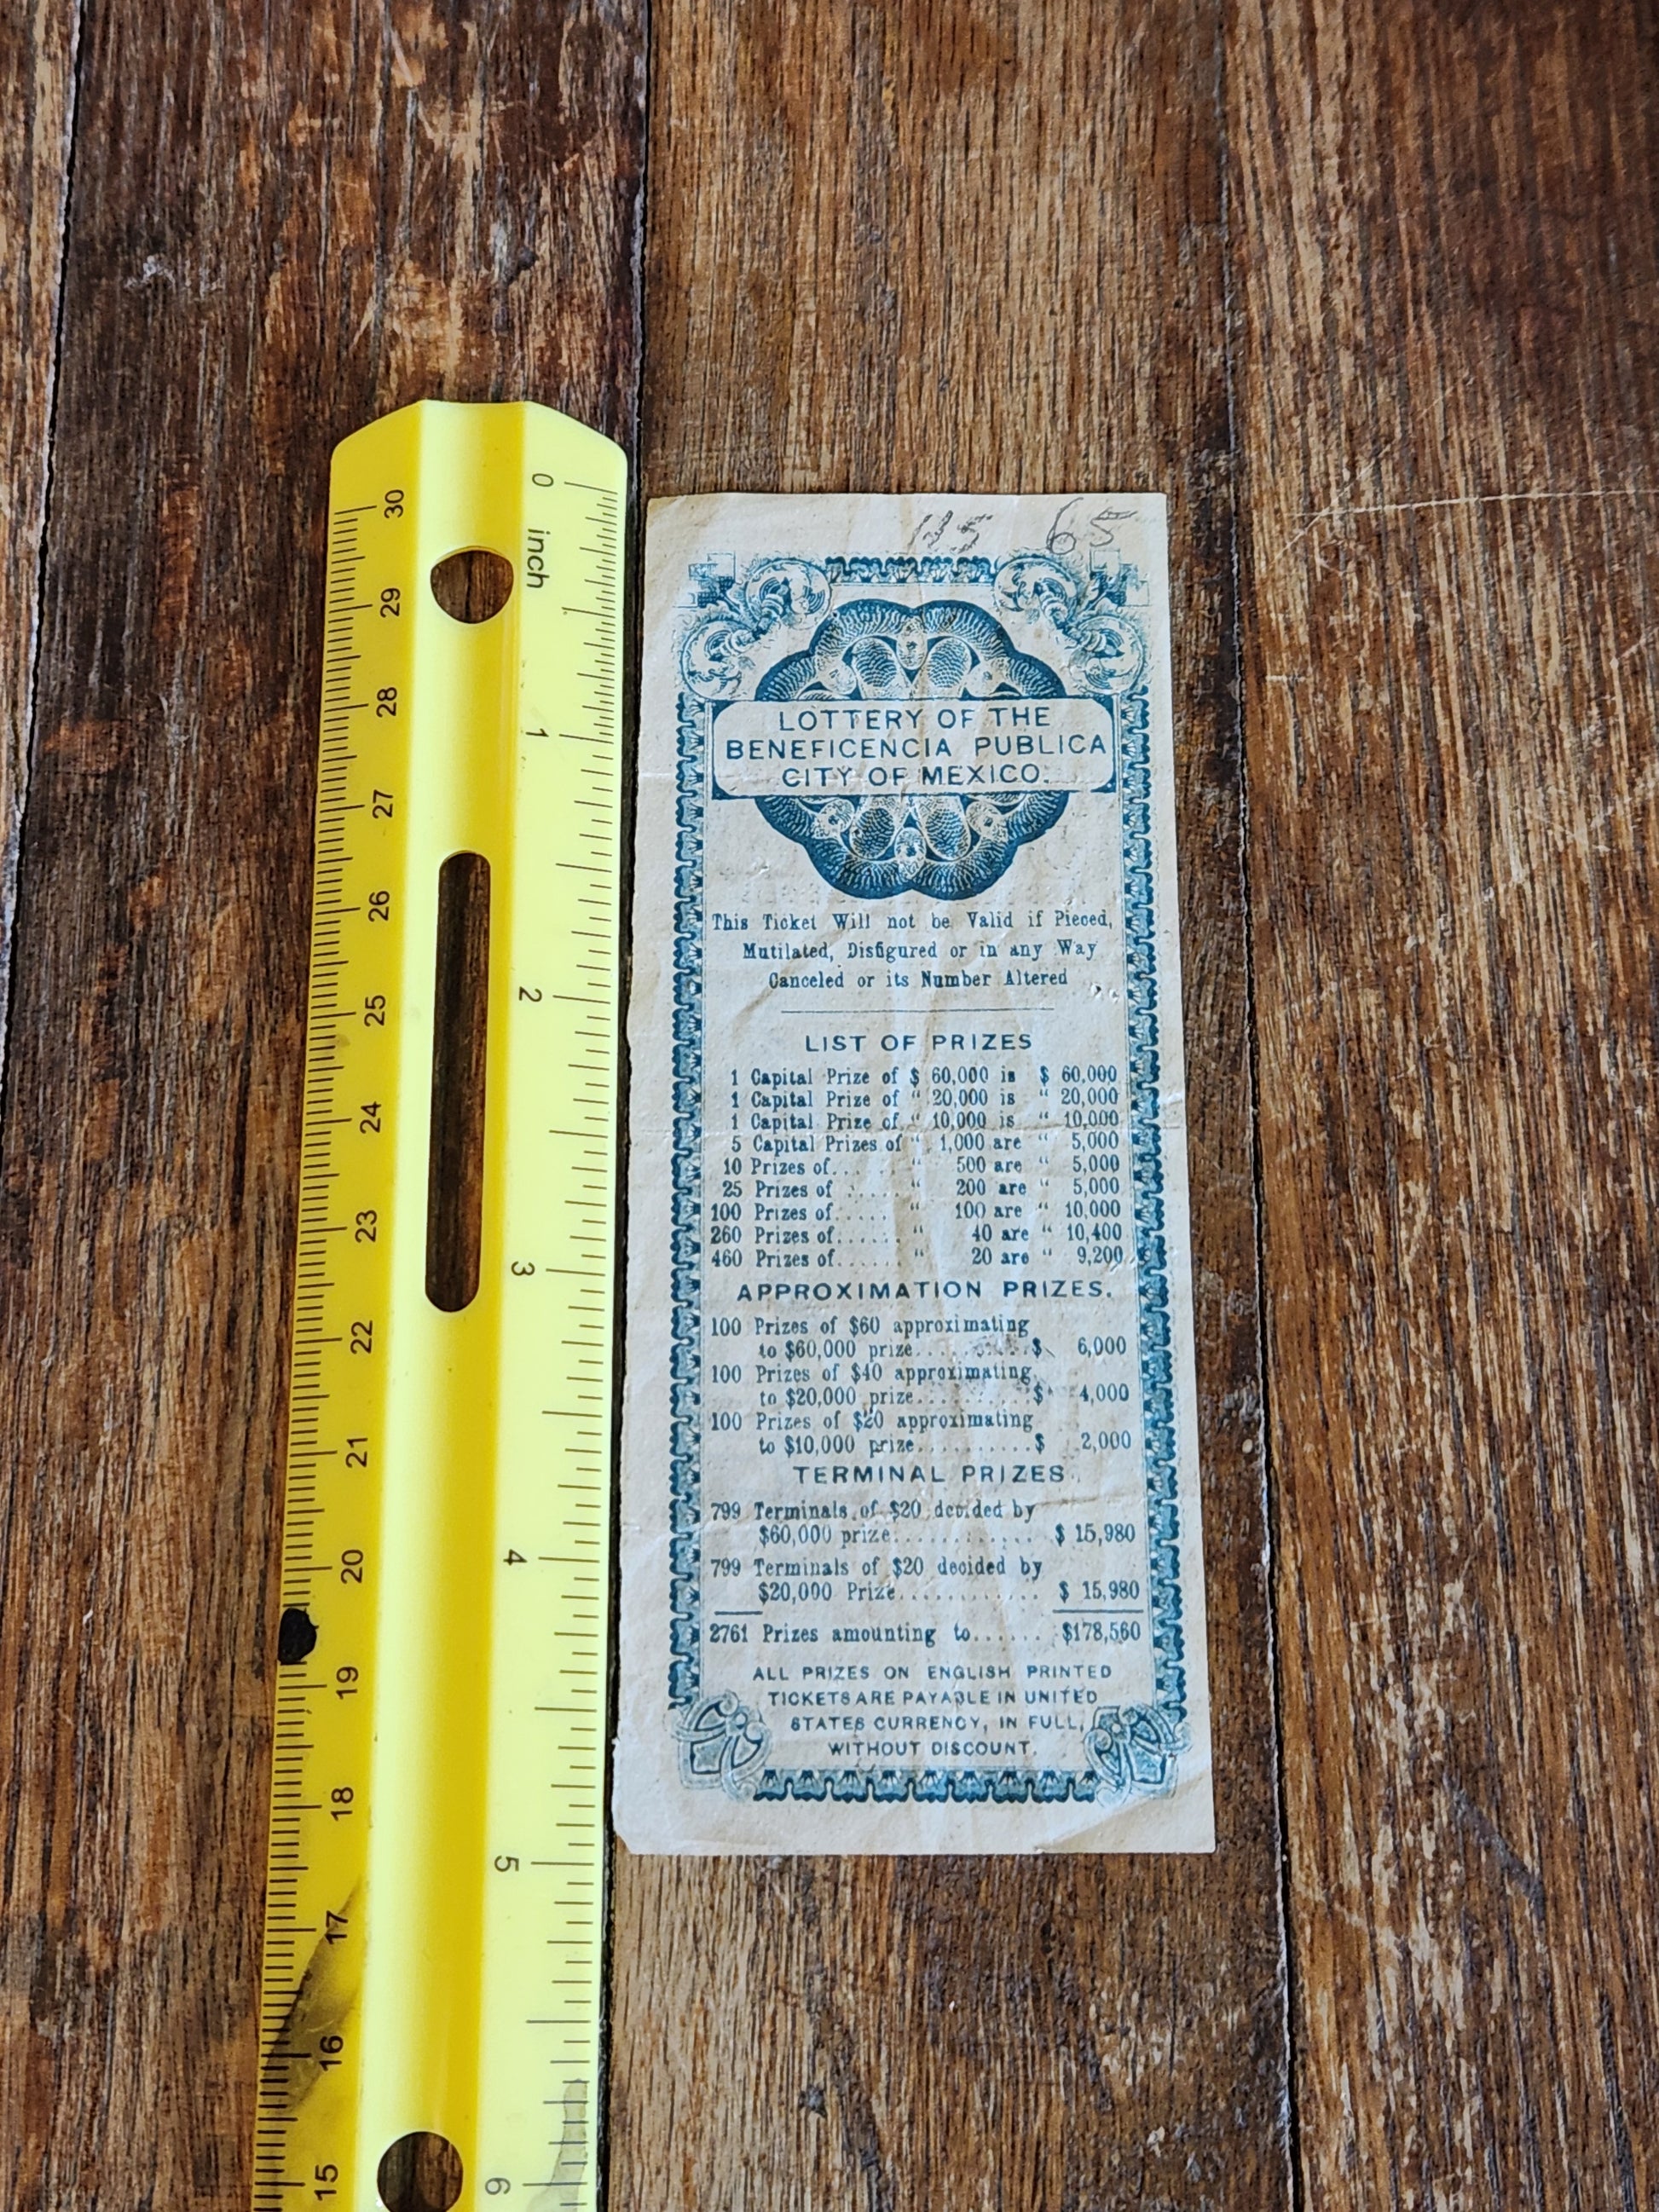 0
inch
1
2
3
4
5
6
30
29
28
27
26
25
24
23
22
21
20
19
18
17
16
15
65
LOTTERY OF THE
BENEFICENCIA PUBLICA
CITY OF MEXICO.
This Ticket Will not be Valid if Pieced,
Mutilated, Disfigured or in any Way
Canceled or its Number Altered
LIST OF PRIZES
1 Capital Prize of $ 60,000 is $ 60,000
1 Capital Prize of " 20,000 is " 20,000
1 Capital Prize of " 10,000 is " 10,000
5 Capital Prizes of " 1,000 are " 5,000
10 Prizes of...... " 500 are " 5,000
25 Prizes of ...... " 200 are " 5,000
100 Prizes of...... " 100 are " 10,000
260 Prizes of...... " 40 are " 10,400
460 Prizes of...... " 20 are " 9,200
APPROXIMATION PRIZES.
100 Prizes of $60 approximating
to $60,000 prize..........$ 6,000
100 Prizes of $40 approximating
to $20,000 prize..........$ 4,000
100 Prizes of $20 approximating
to $10,000 prize..........$ 2,000
TERMINAL PRIZES
799 Terminals of $20 decided by
$60,000 prize............ $ 15,980
799 Terminals of $20 decided by
$20,000 Prize............ $ 15,980
2761 Prizes amounting to...... $178,560
ALL PRIZES ON ENGLISH PRINTED
TICKETS ARE PAYABLE IN UNITED
STATES CURRENCY, IN FULL,
WITHOUT DISCOUNT.